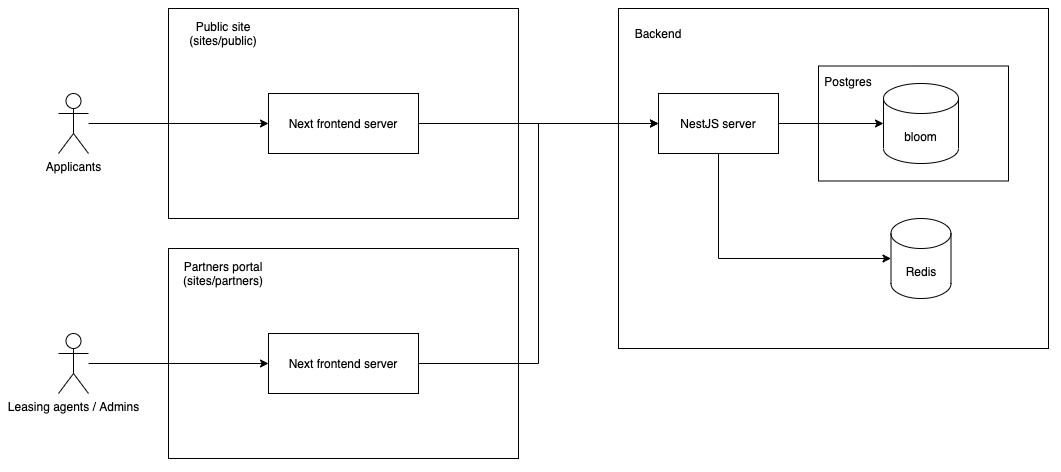 Public site
(sites/public)
Next frontend server
Applicants
Partners portal
(sites/partners)
Next frontend server
Leasing agents / Admins
Backend
NestJS server
Postgres
bloom
Redis